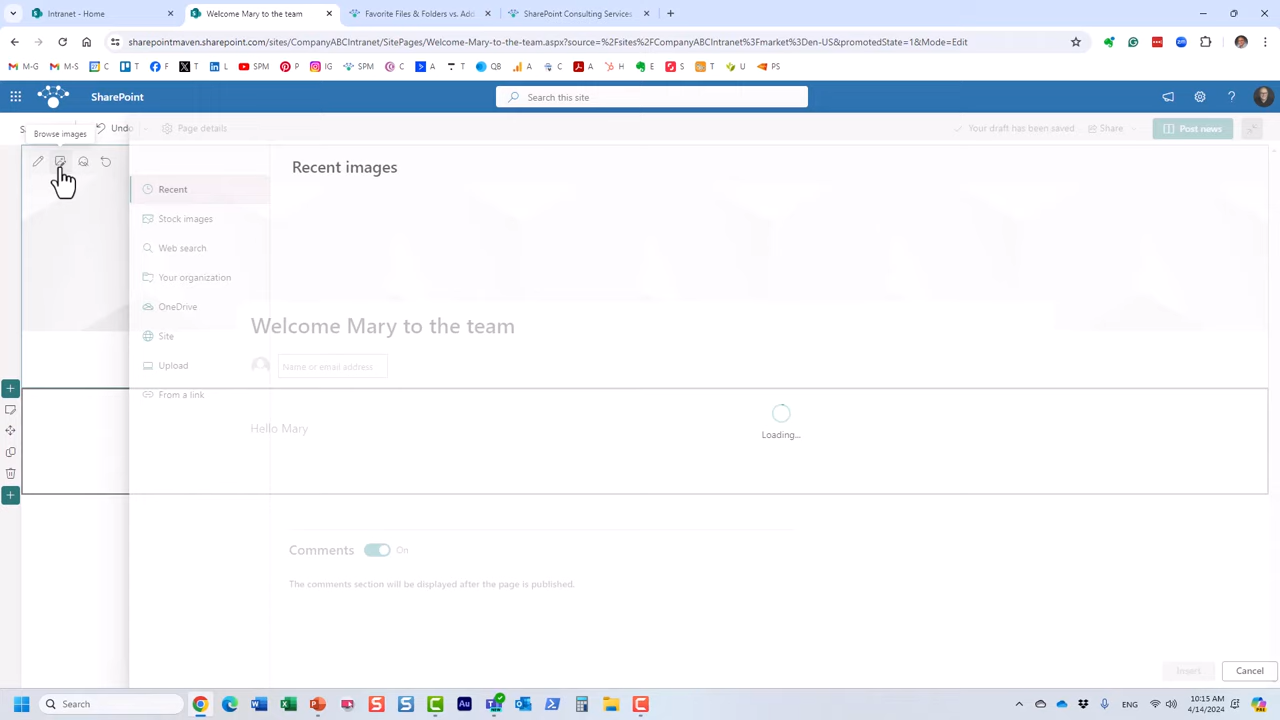 Intranet - Home
Welcome Mary to the team
Favorite Files & Folders vs. Ad
SharePoint Consulting Services
sharepointmaven.sharepoint.com/sites/CompanyABCIntranet/SitePages/Welcome-Mary-to-the-team.aspx?source=%2Fsites%2FCompanyABCIntranet%3Fmarket%3Den-US&promotedState=1&Mode=Edit
M-G M-S C T F T L SPM P IG SPM C A T QB A C A H E S T U PS
SharePoint
Search this site
Undo
Page details
Your draft has been saved
Share
Post news
Browse images
Recent images
Recent
Stock images
Web search
Your organization
OneDrive
Site
Upload
From a link
Welcome Mary to the team
Name or email address
Hello Mary
Loading...
Comments On
The comments section will be displayed after the page is published.
Insert
Cancel
Search
ENG
10:15 AM
4/14/2024